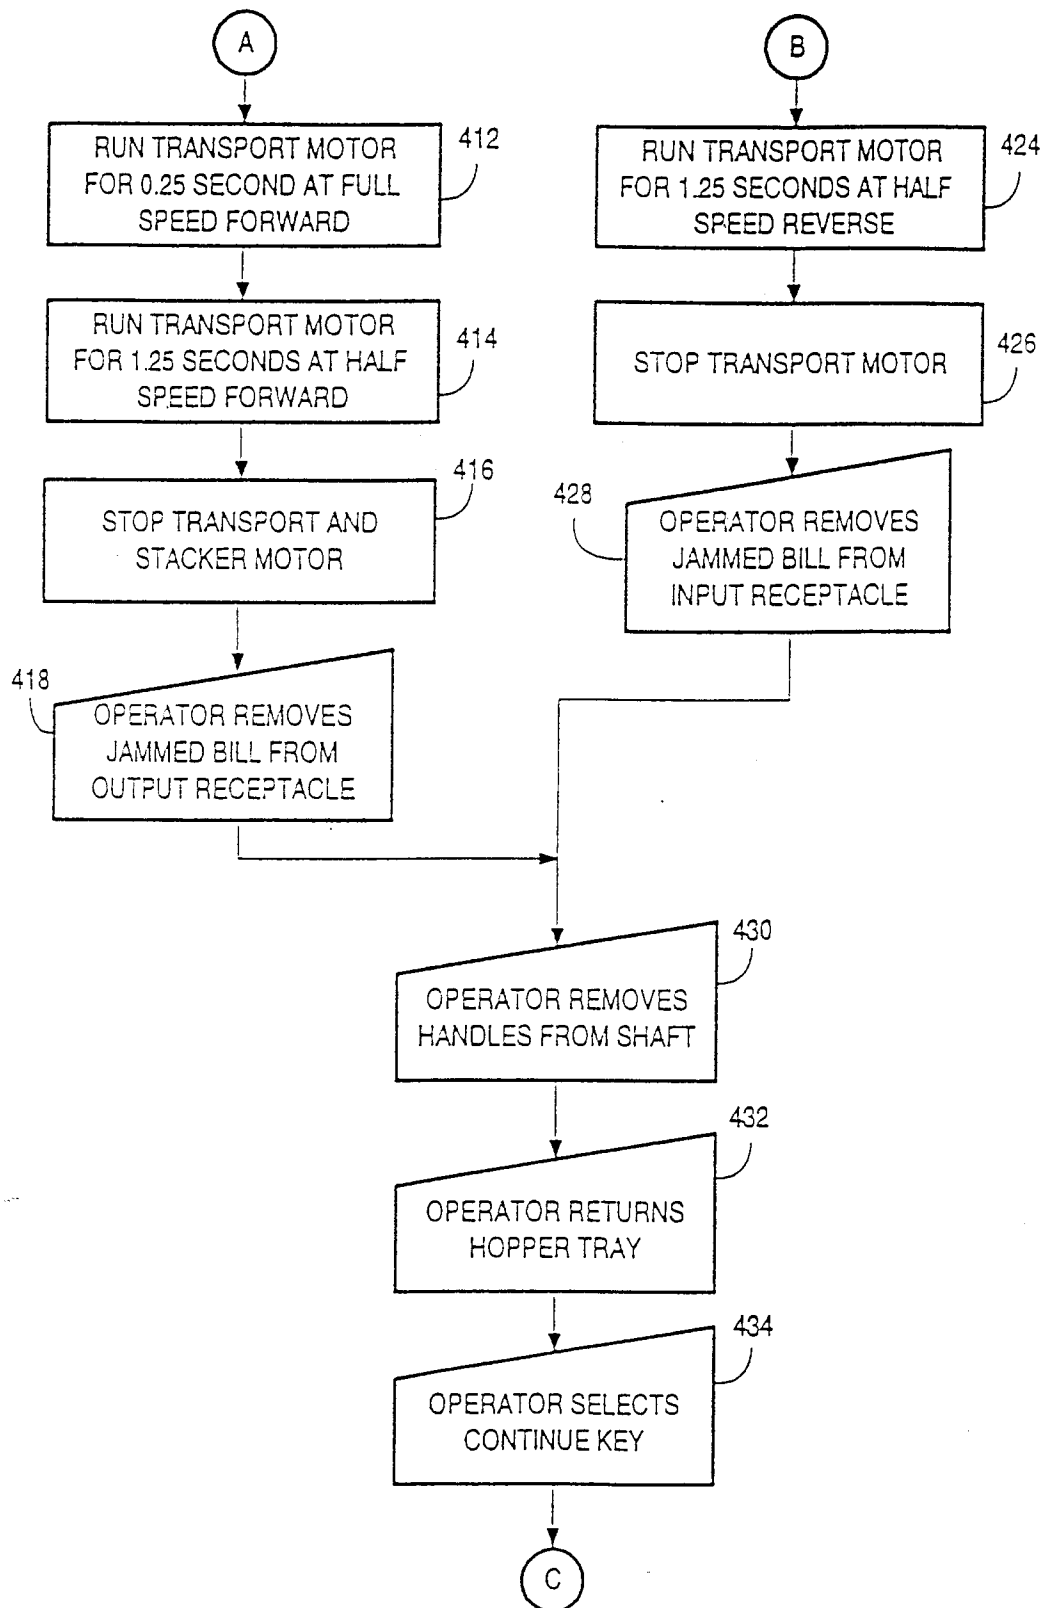 A
RUN TRANSPORT MOTOR
FOR 0.25 SECOND AT FULL
SPEED FORWARD
412
RUN TRANSPORT MOTOR
FOR 1.25 SECONDS AT HALF
SPEED FORWARD
414
STOP TRANSPORT AND
STACKER MOTOR
416
OPERATOR REMOVES
JAMMED BILL FROM
OUTPUT RECEPTACLE
418
B
RUN TRANSPORT MOTOR
FOR 1.25 SECONDS AT HALF
SPEED REVERSE
424
STOP TRANSPORT MOTOR
426
OPERATOR REMOVES
JAMMED BILL FROM
INPUT RECEPTACLE
428
OPERATOR REMOVES
HANDLES FROM SHAFT
430
OPERATOR RETURNS
HOPPER TRAY
432
OPERATOR SELECTS
CONTINUE KEY
434
C